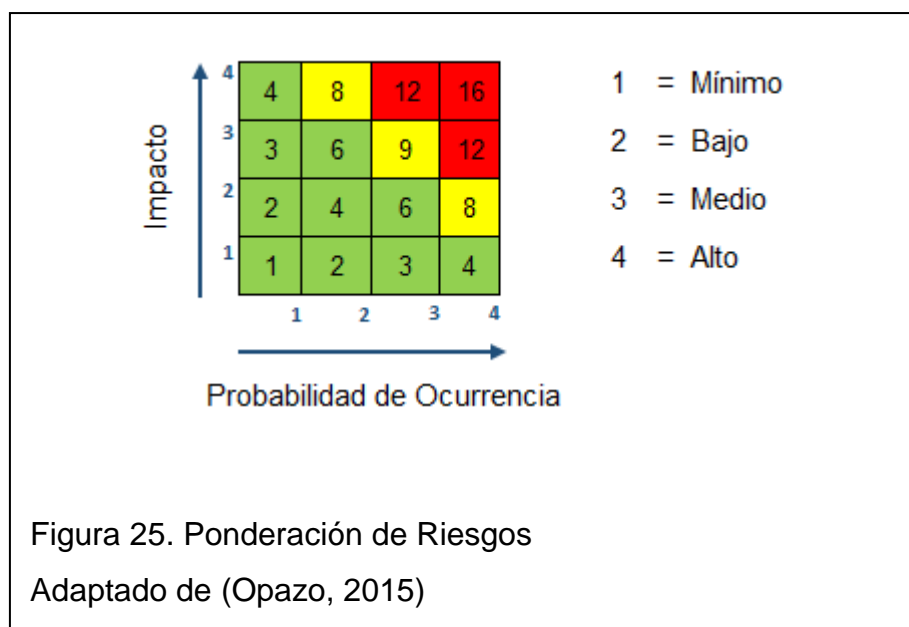 4 4 8 12 16
3 3 6 9 12
2 2 4 6 8
1 1 2 3 4
1 2 3 4
Impacto
Probabilidad de Ocurrencia
1 = Mínimo
2 = Bajo
3 = Medio
4 = Alto
Figura 25. Ponderación de Riesgos
Adaptado de (Opazo, 2015)